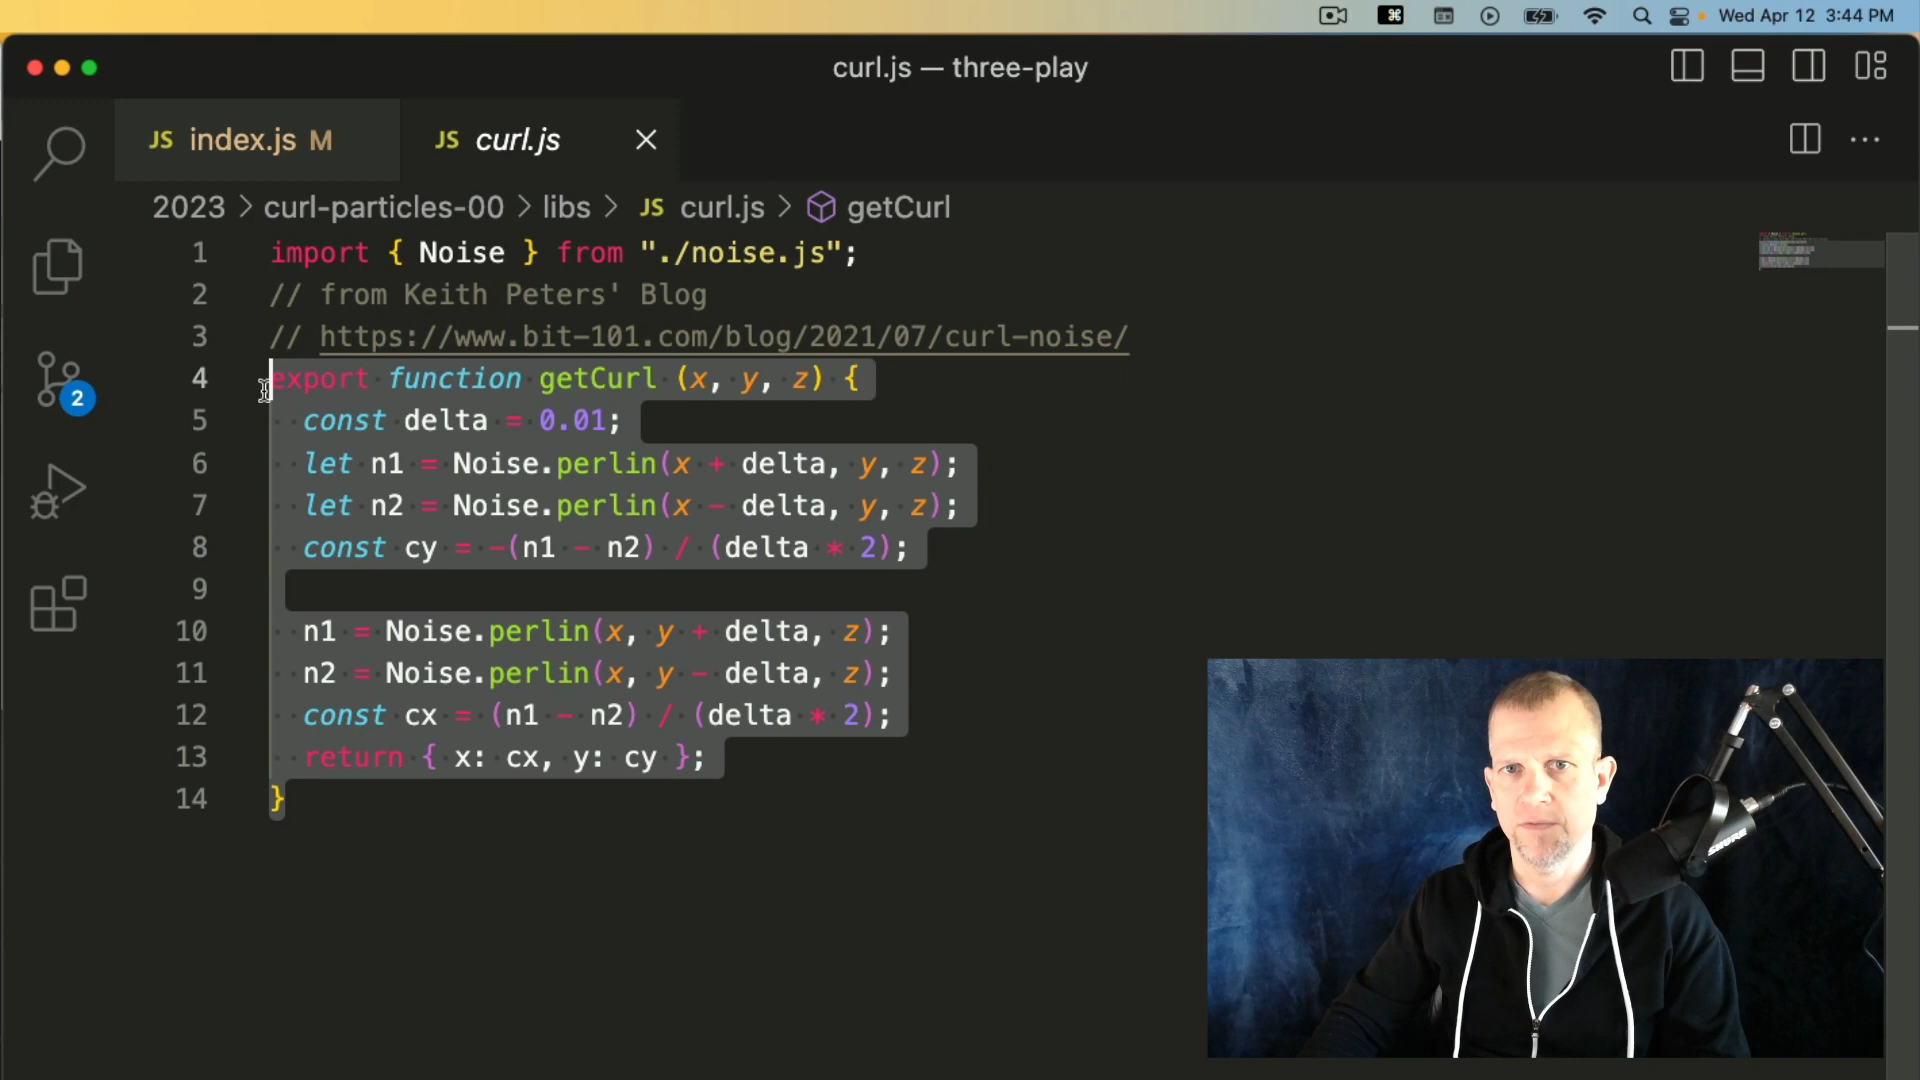 ⌘ Wed Apr 12 3:44 PM
curl.js — three-play
JS index.js M JS curl.js
2023 > curl-particles-00 > libs > JS curl.js > getCurl
1 import { Noise } from "./noise.js";
2 // from Keith Peters' Blog
3 // https://www.bit-101.com/blog/2021/07/curl-noise/
4 export function getCurl (x, y, z) {
5 const delta = 0.01;
6 let n1 = Noise.perlin(x + delta, y, z);
7 let n2 = Noise.perlin(x - delta, y, z);
8 const cy = -(n1 - n2) / (delta * 2);
9
10 n1 = Noise.perlin(x, y + delta, z);
11 n2 = Noise.perlin(x, y - delta, z);
12 const cx = (n1 - n2) / (delta * 2);
13 return { x: cx, y: cy };
14 }
2
SHURE